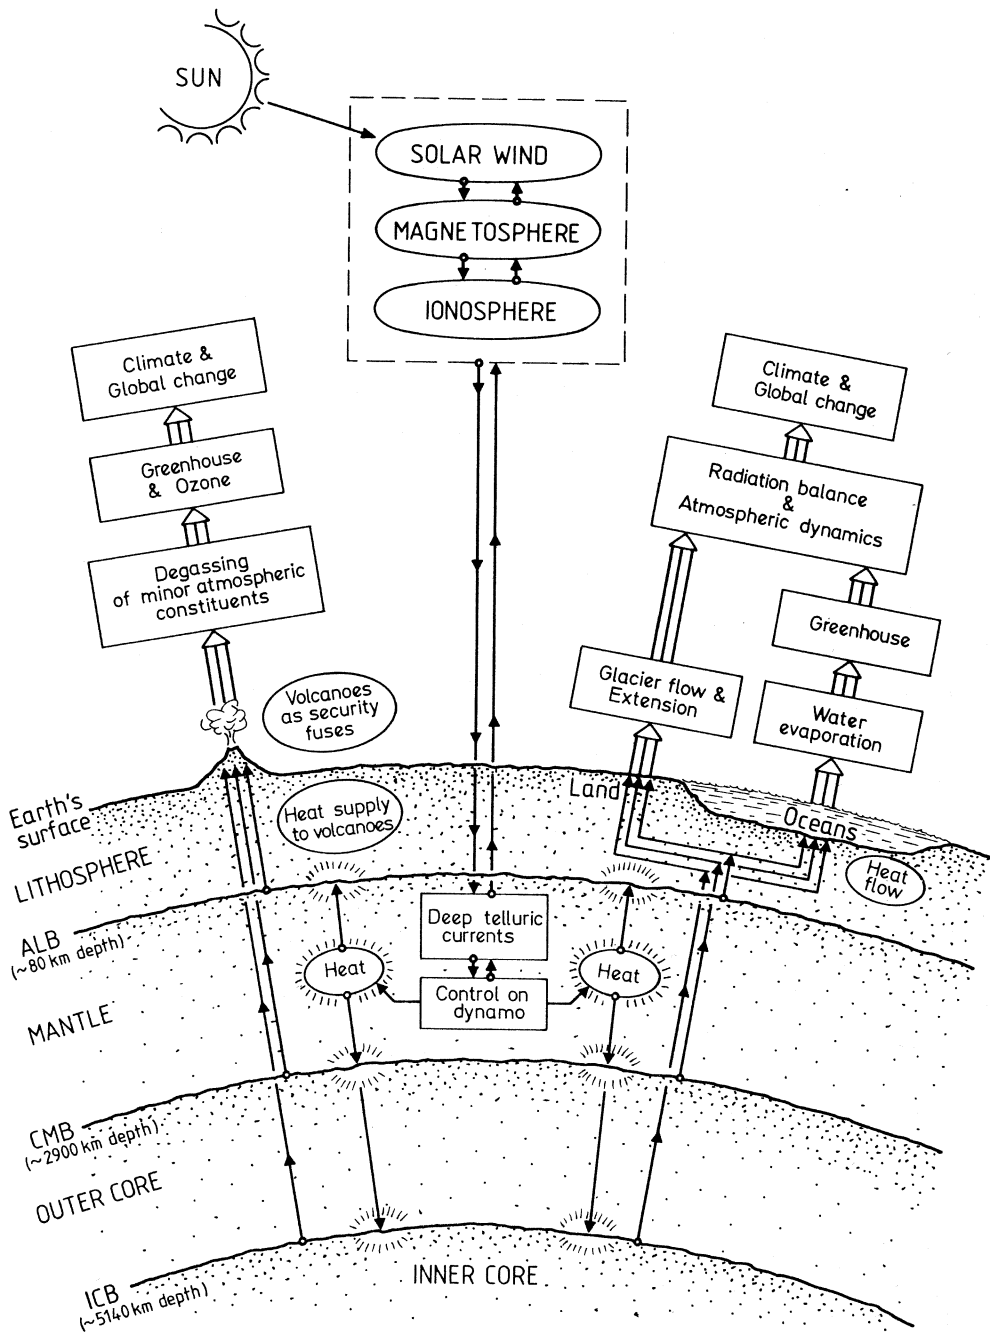 SUN
SOLAR WIND
MAGNETOSPHERE
IONOSPHERE
Climate &
Global change
Greenhouse
& Ozone
Degassing
of minor atmospheric
constituents
Volcanoes
as security
fuses
Climate &
Global change
Radiation balance
&
Atmospheric dynamics
Greenhouse
Glacier flow &
Extension
Water
evaporation
Earth's
surface
Heat supply
to volcanoes
Land
Oceans
Heat
flow
LITHOSPHERE
ALB
(~80 km depth)
Deep telluric
currents
Heat
Heat
Control on
dynamo
MANTLE
CMB
(~2900 km depth)
OUTER CORE
INNER CORE
ICB
(~5140 km depth)